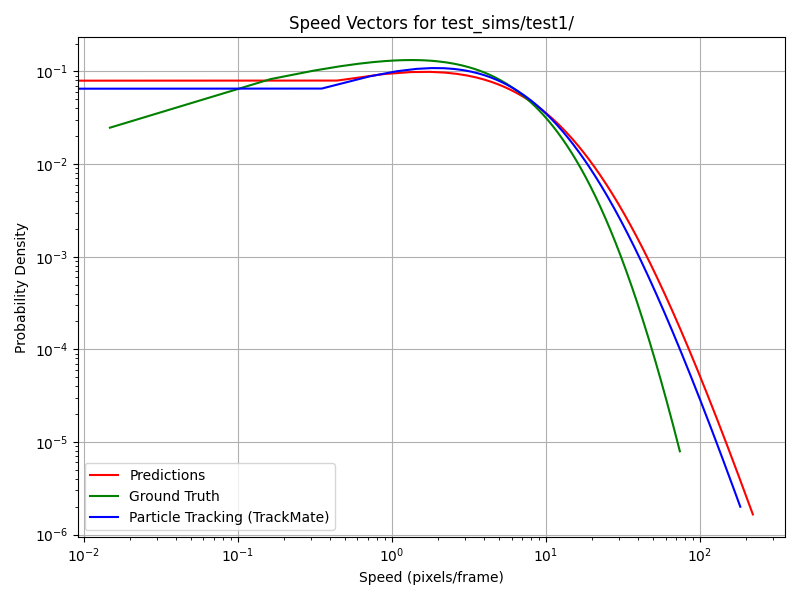 Speed Vectors for test_sims/test1/
Probability Density
10⁻¹
10⁻²
10⁻³
10⁻⁴
10⁻⁵
10⁻⁶
Predictions
Ground Truth
Particle Tracking (TrackMate)
10⁻²
10⁻¹
10⁰
10¹
10²
Speed (pixels/frame)